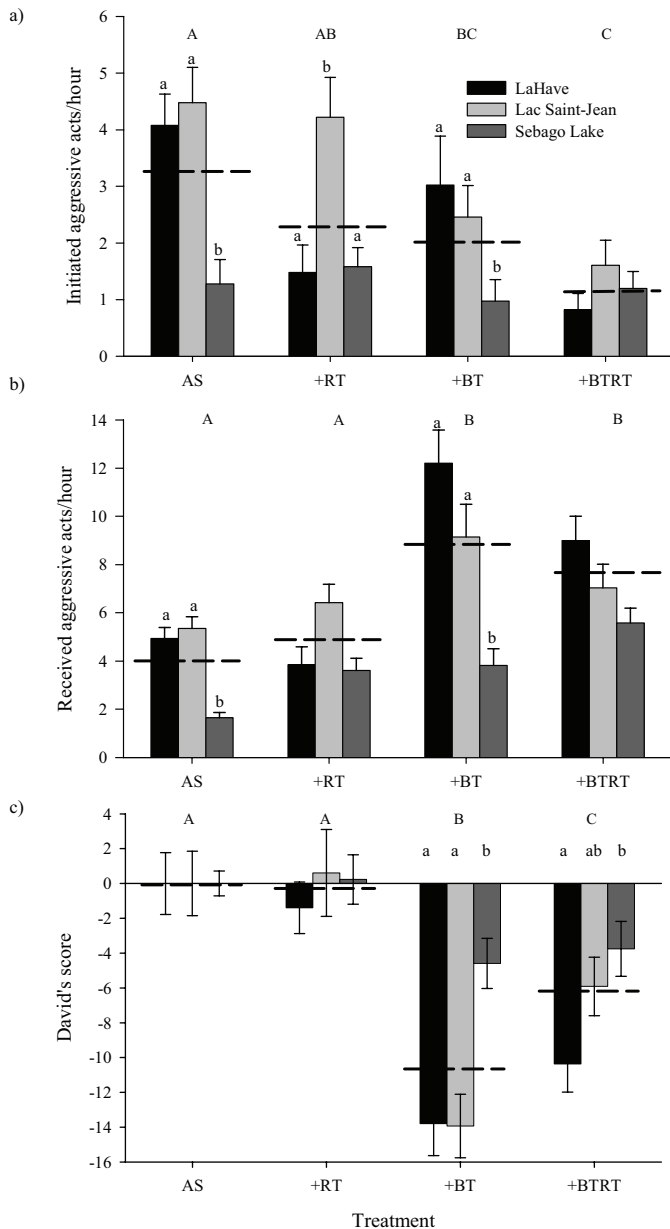 a)
6
5
4
3
2
1
0
Initiated aggressive acts/hour
A
AB
BC
C
a
a
b
b
a
a
a
a
b
LaHave
Lac Saint-Jean
Sebago Lake
AS
+RT
+BT
+BTRT
b)
14
12
10
8
6
4
2
0
Received aggressive acts/hour
A
A
B
B
a
a
b
a
a
b
AS
+RT
+BT
+BTRT
c)
4
2
0
-2
-4
-6
-8
-10
-12
-14
-16
David's score
A
A
B
C
a a b
a ab b
AS
+RT
+BT
+BTRT
Treatment